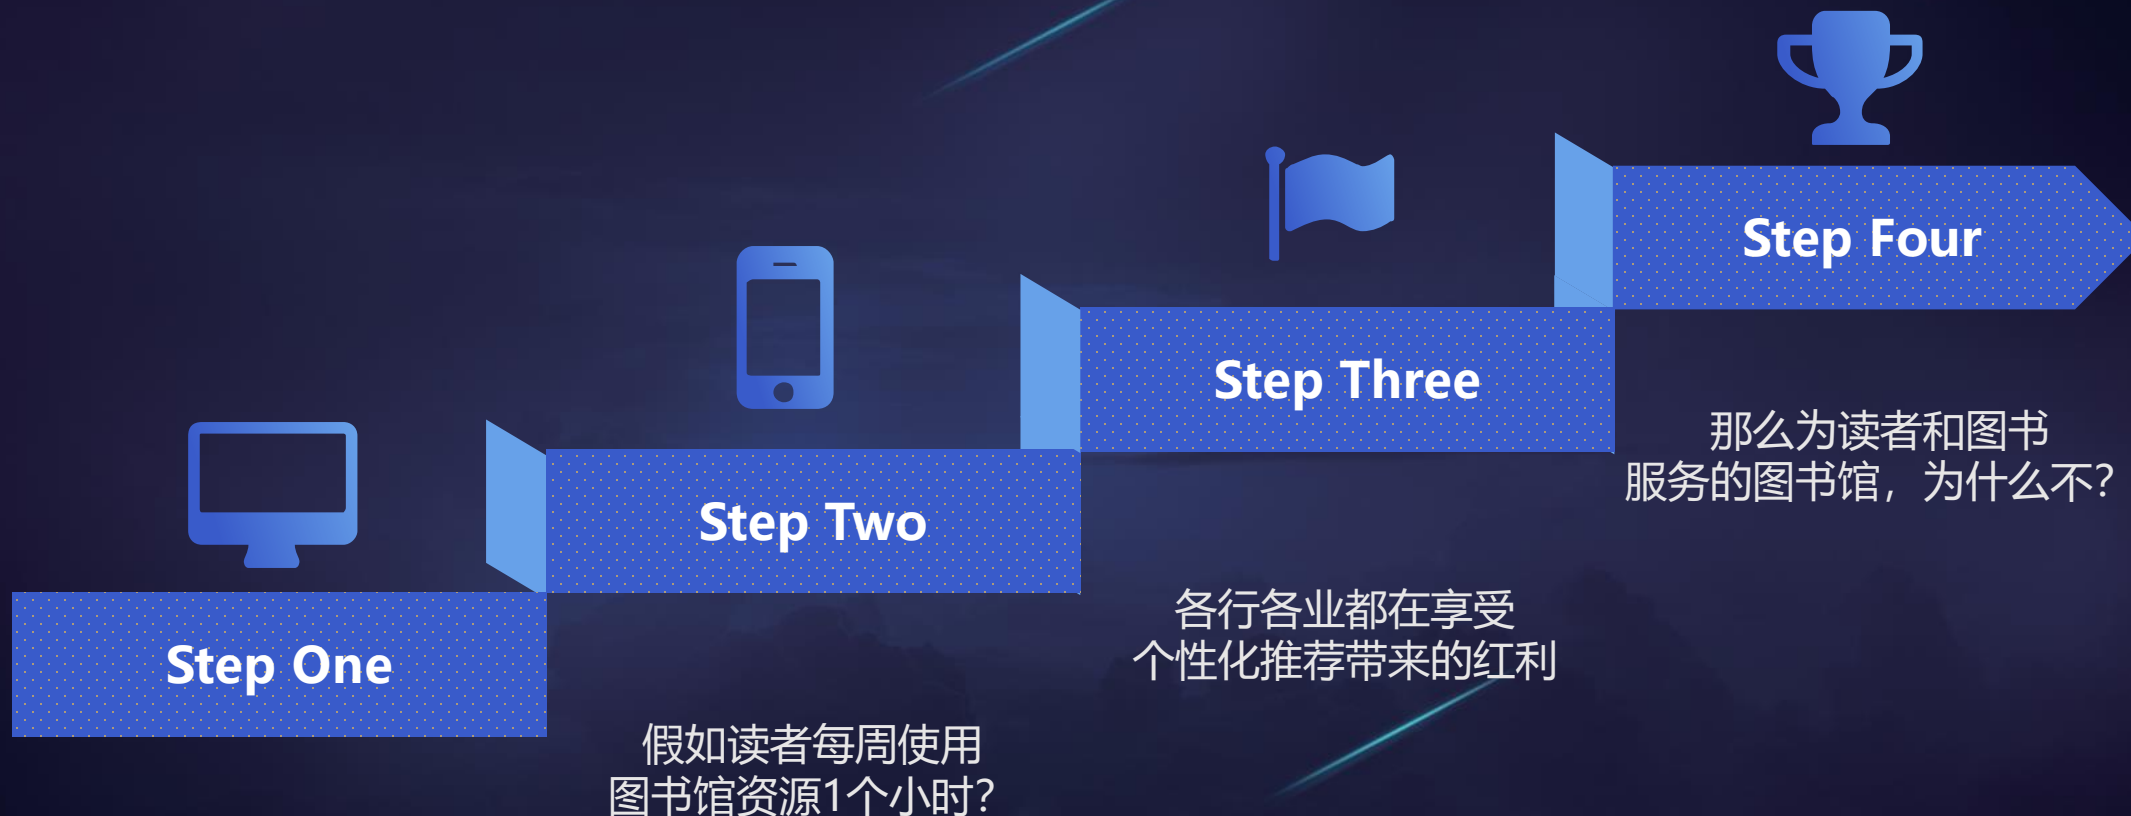 Step One
Step Two
假如读者每周使用
图书馆资源1个小时？
Step Three
各行各业都在享受
个性化推荐带来的红利
Step Four
那么为读者和图书
服务的图书馆，为什么不？